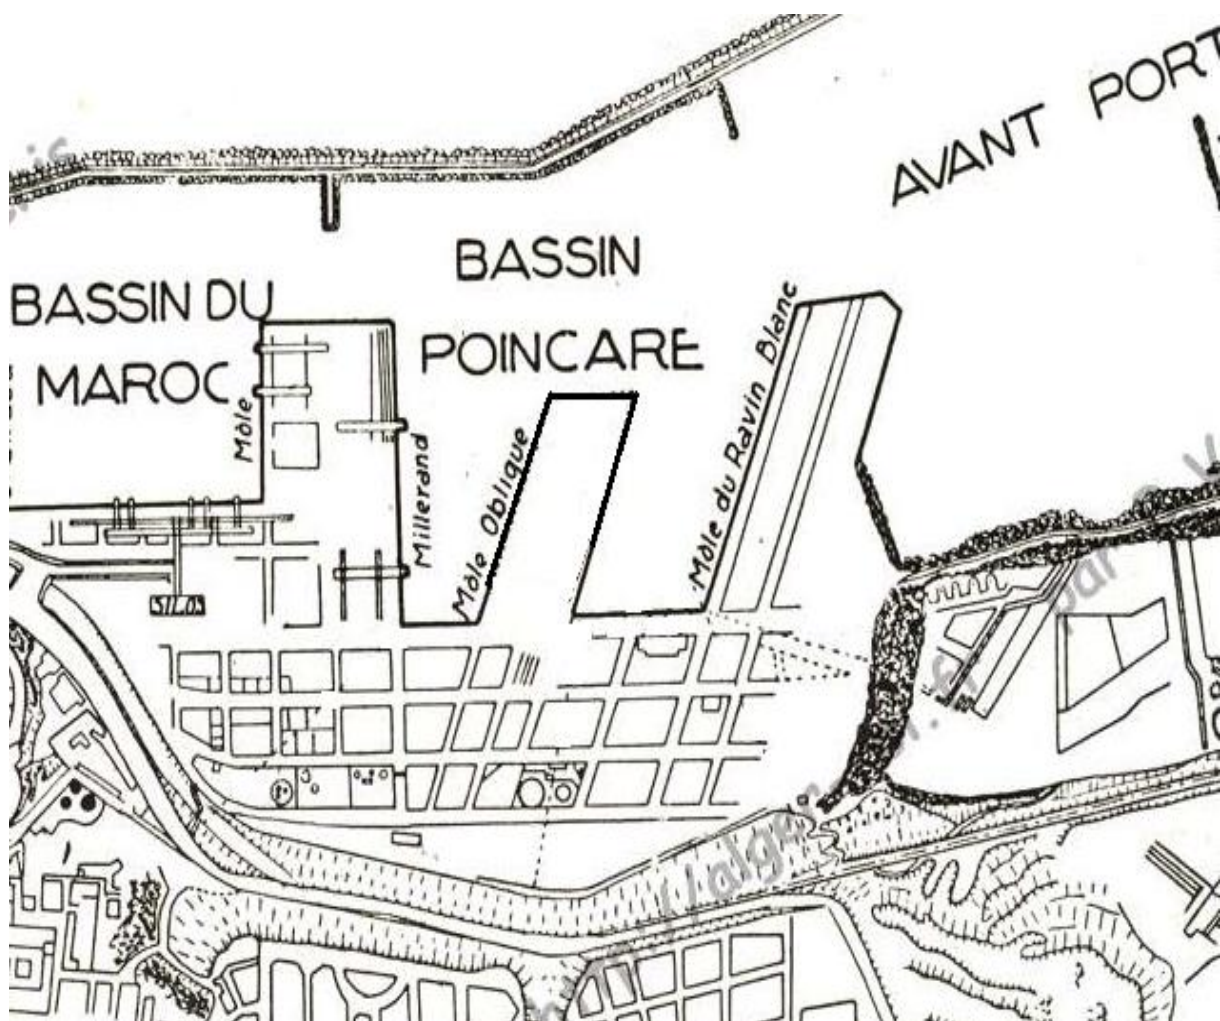 AVANT PORT
BASSIN
POINCARE
BASSIN DU
MAROC
Môle
Millerand
Môle Oblique
Môle du Ravin Blanc
SILOS